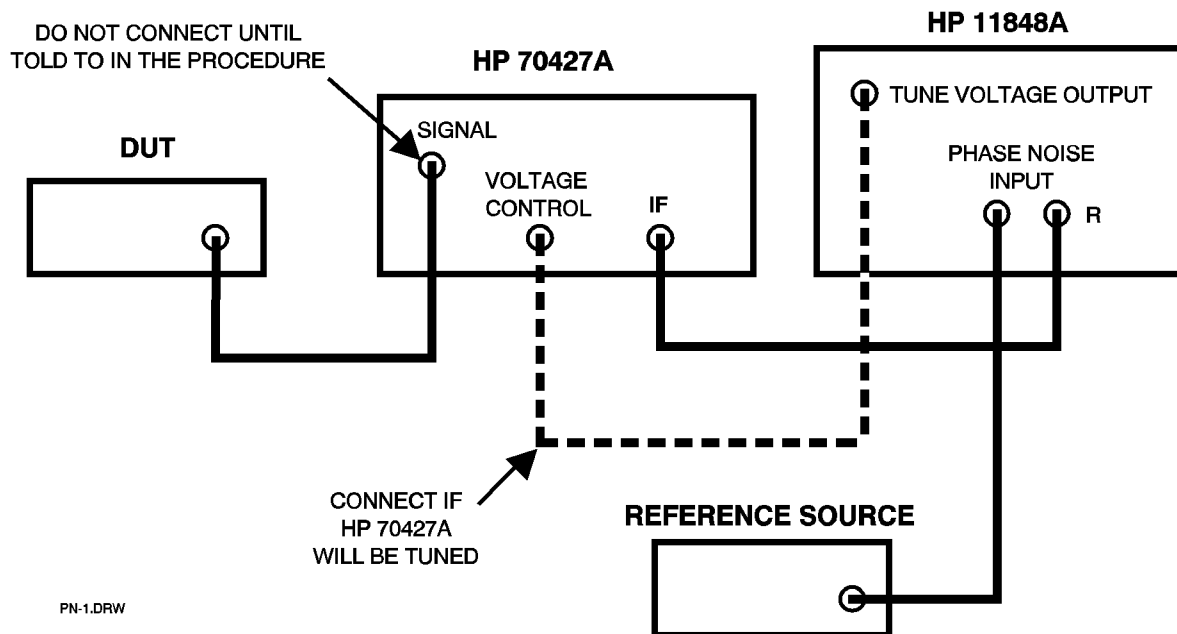 DO NOT CONNECT UNTIL
TOLD TO IN THE PROCEDURE
HP 70427A
HP 11848A
SIGNAL
TUNE VOLTAGE OUTPUT
DUT
VOLTAGE
CONTROL
IF
PHASE NOISE
INPUT
R
CONNECT IF
HP 70427A
WILL BE TUNED
REFERENCE SOURCE
PN-1.DRW